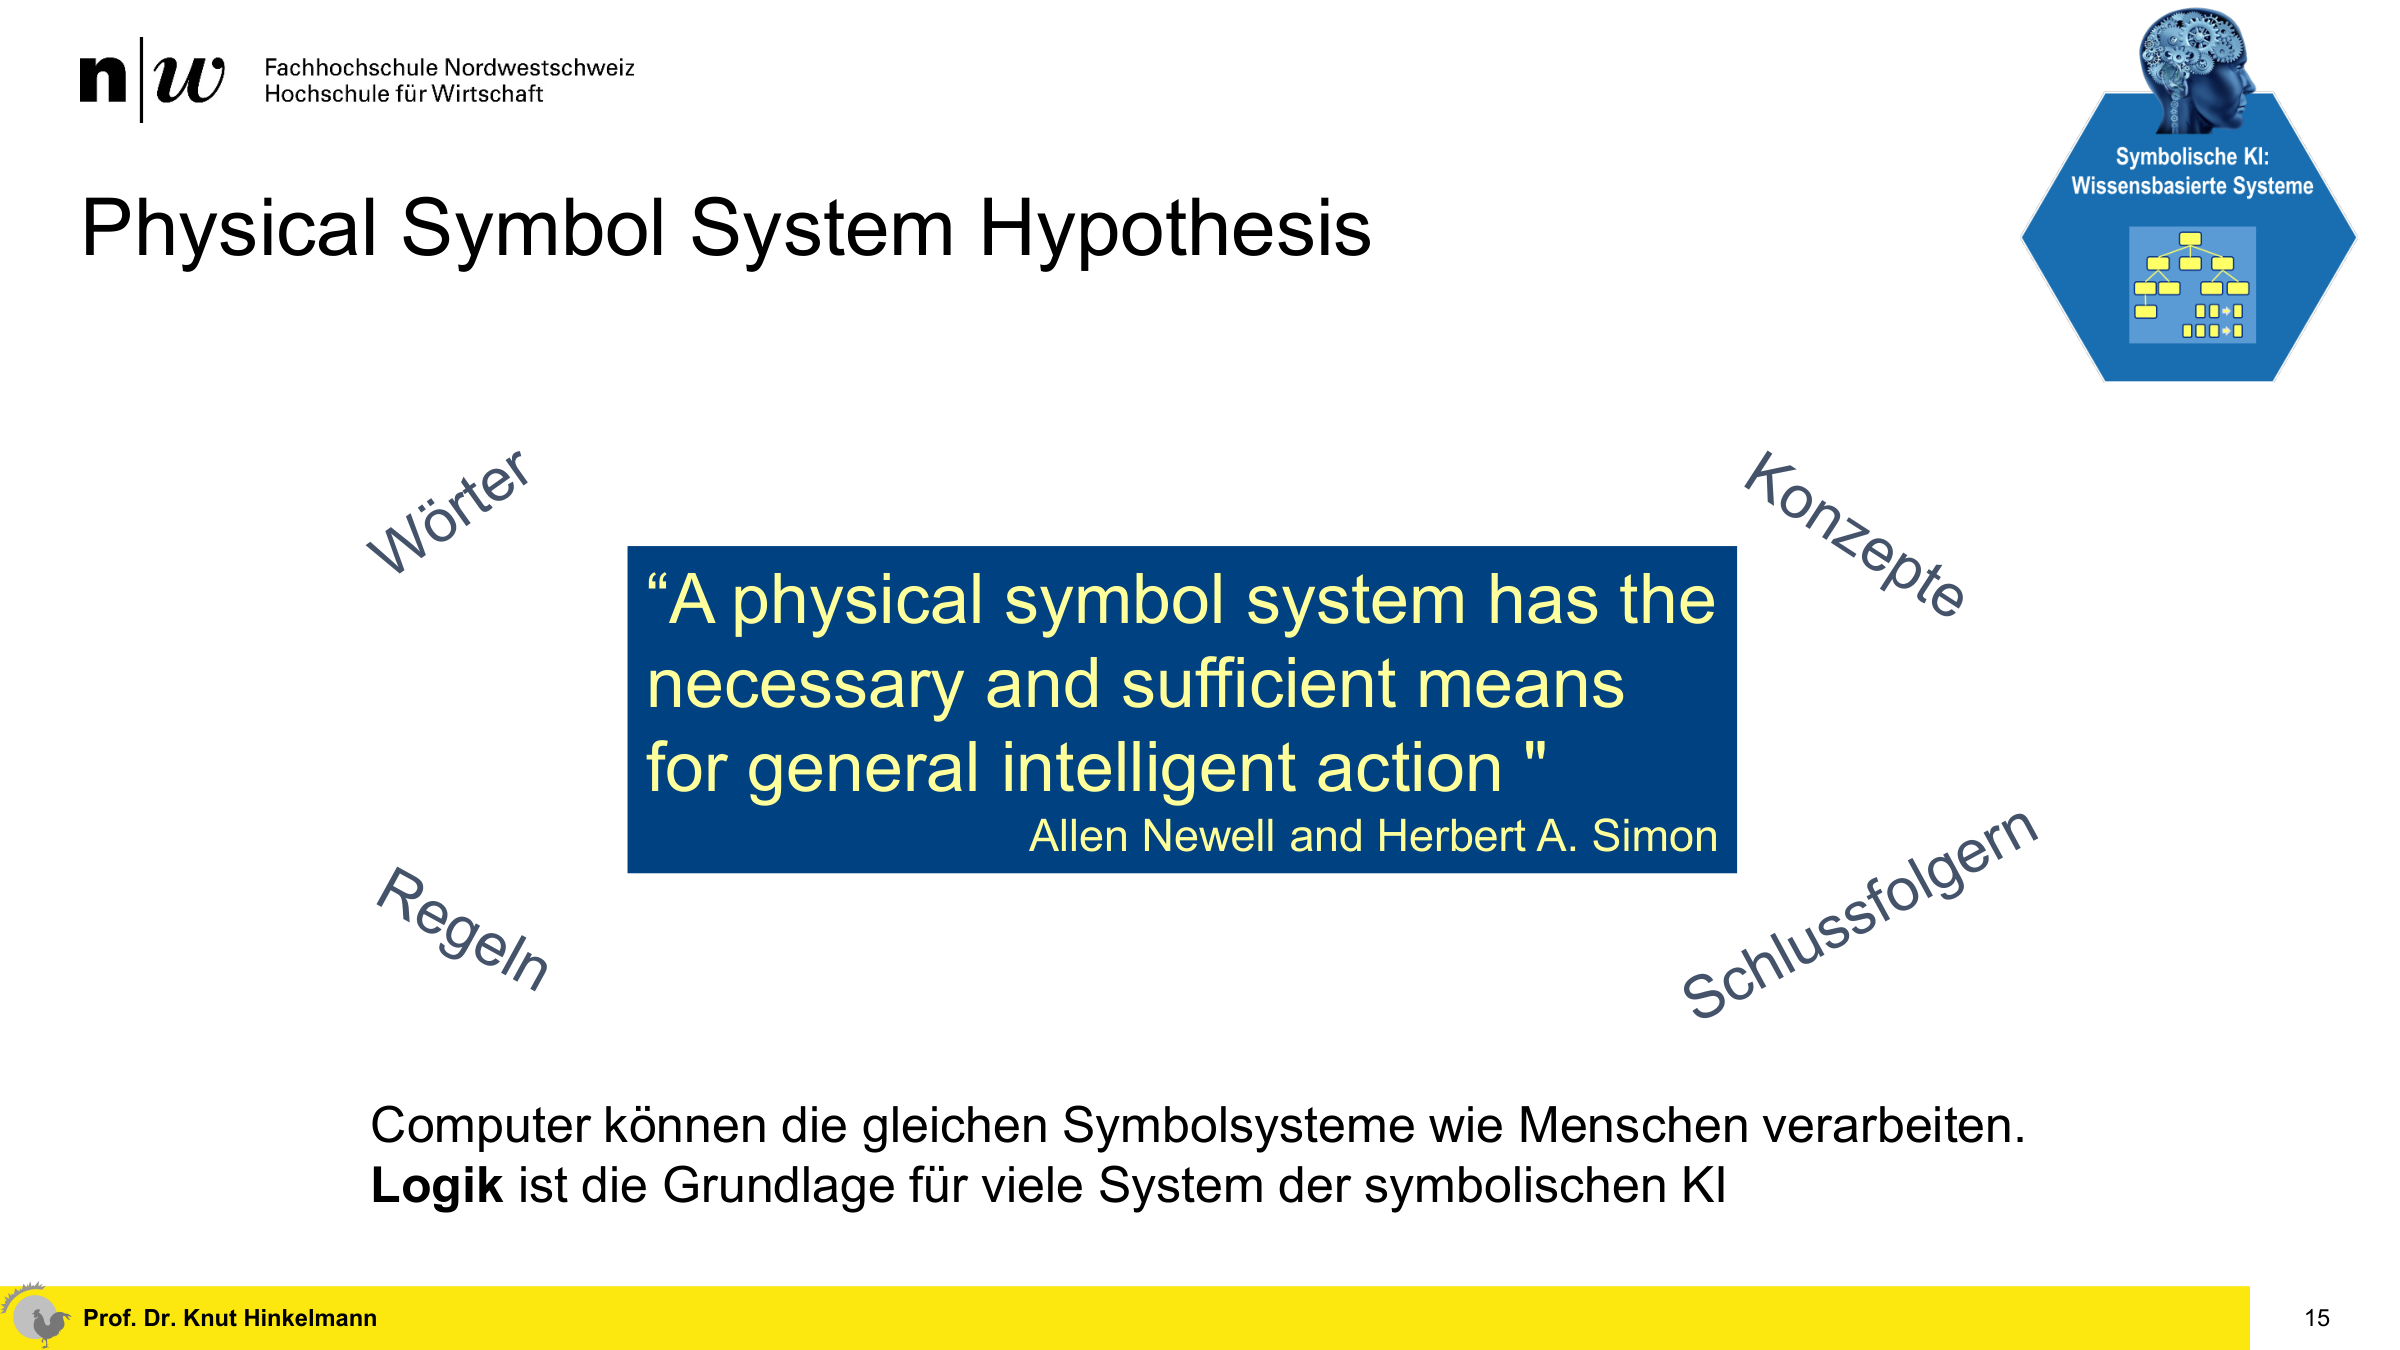 n|w Fachhochschule Nordwestschweiz
Hochschule für Wirtschaft
Symbolische KI:
Wissensbasierte Systeme
Physical Symbol System Hypothesis
Wörter
Konzepte
“A physical symbol system has the
necessary and sufficient means
for general intelligent action "
Allen Newell and Herbert A. Simon
Regeln
Schlussfolgern
Computer können die gleichen Symbolsysteme wie Menschen verarbeiten.
Logik ist die Grundlage für viele System der symbolischen KI
Prof. Dr. Knut Hinkelmann
15